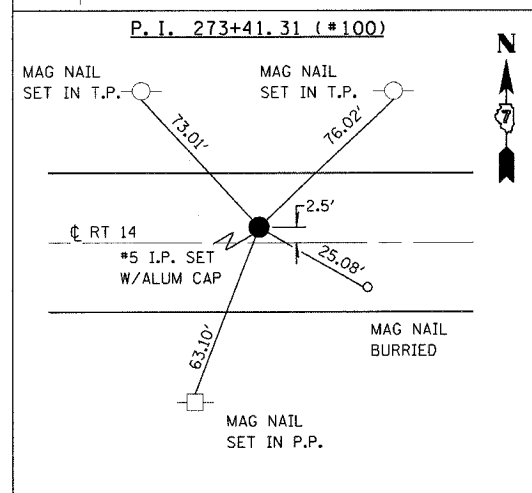 P.I. 273+41.31 (#100)
N
7
MAG NAIL
SET IN T.P.
MAG NAIL
SET IN T.P.
73.01'
76.02'
2.5'
℄ RT 14
#5 I.P. SET
W/ALUM CAP
25.08'
63.10'
MAG NAIL
BURRIED
MAG NAIL
SET IN P.P.